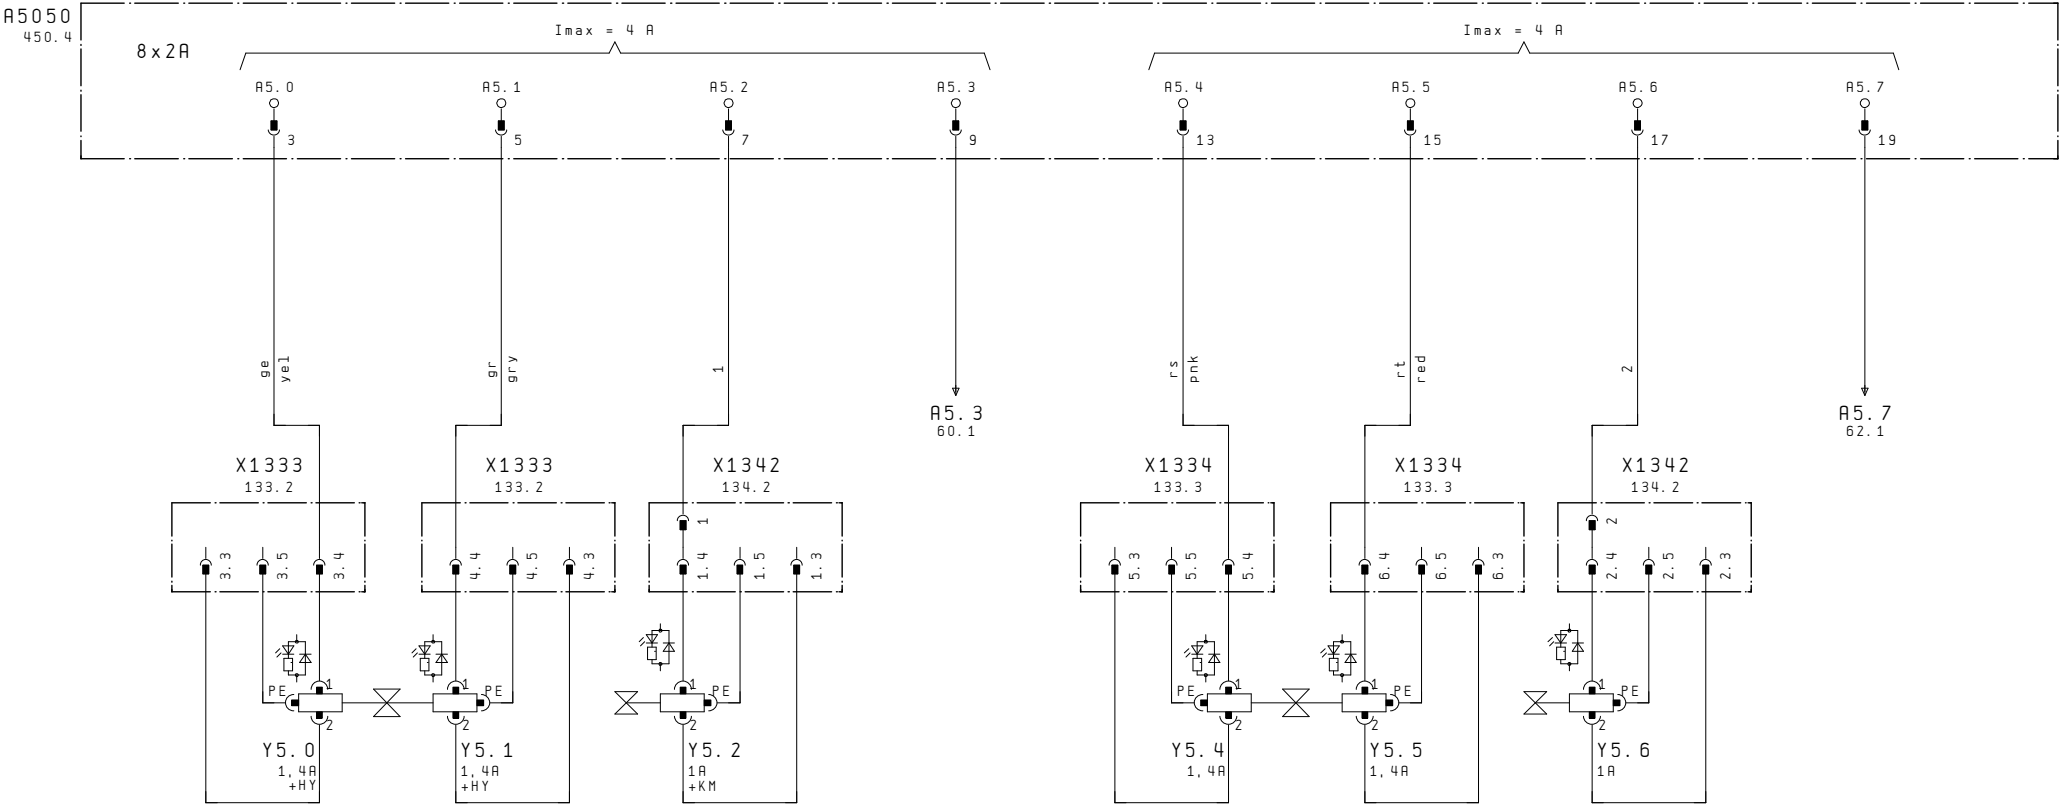 A5050
450.4
8x2A
Imax = 4 A
Imax = 4 A
A5.0
A5.1
A5.2
A5.3
A5.4
A5.5
A5.6
A5.7
3
5
7
9
13
15
17
19
ge
yel
gr
gry
1
rs
pnk
rt
red
2
A5.3
60.1
A5.7
62.1
X1333
133.2
X1333
133.2
X1342
134.2
X1334
133.3
X1334
133.3
X1342
134.2
1
2
3.3
3.5
3.4
4.4
4.5
4.3
1.4
1.5
1.3
5.3
5.5
5.4
6.4
6.5
6.3
2.4
2.5
2.3
PE
1
2
1
PE
2
1
PE
2
PE
1
2
1
PE
2
1
PE
2
Y5.0
1,4A
+HY
Y5.1
1,4A
+HY
Y5.2
1A
+KM
Y5.4
1,4A
Y5.5
1,4A
Y5.6
1A